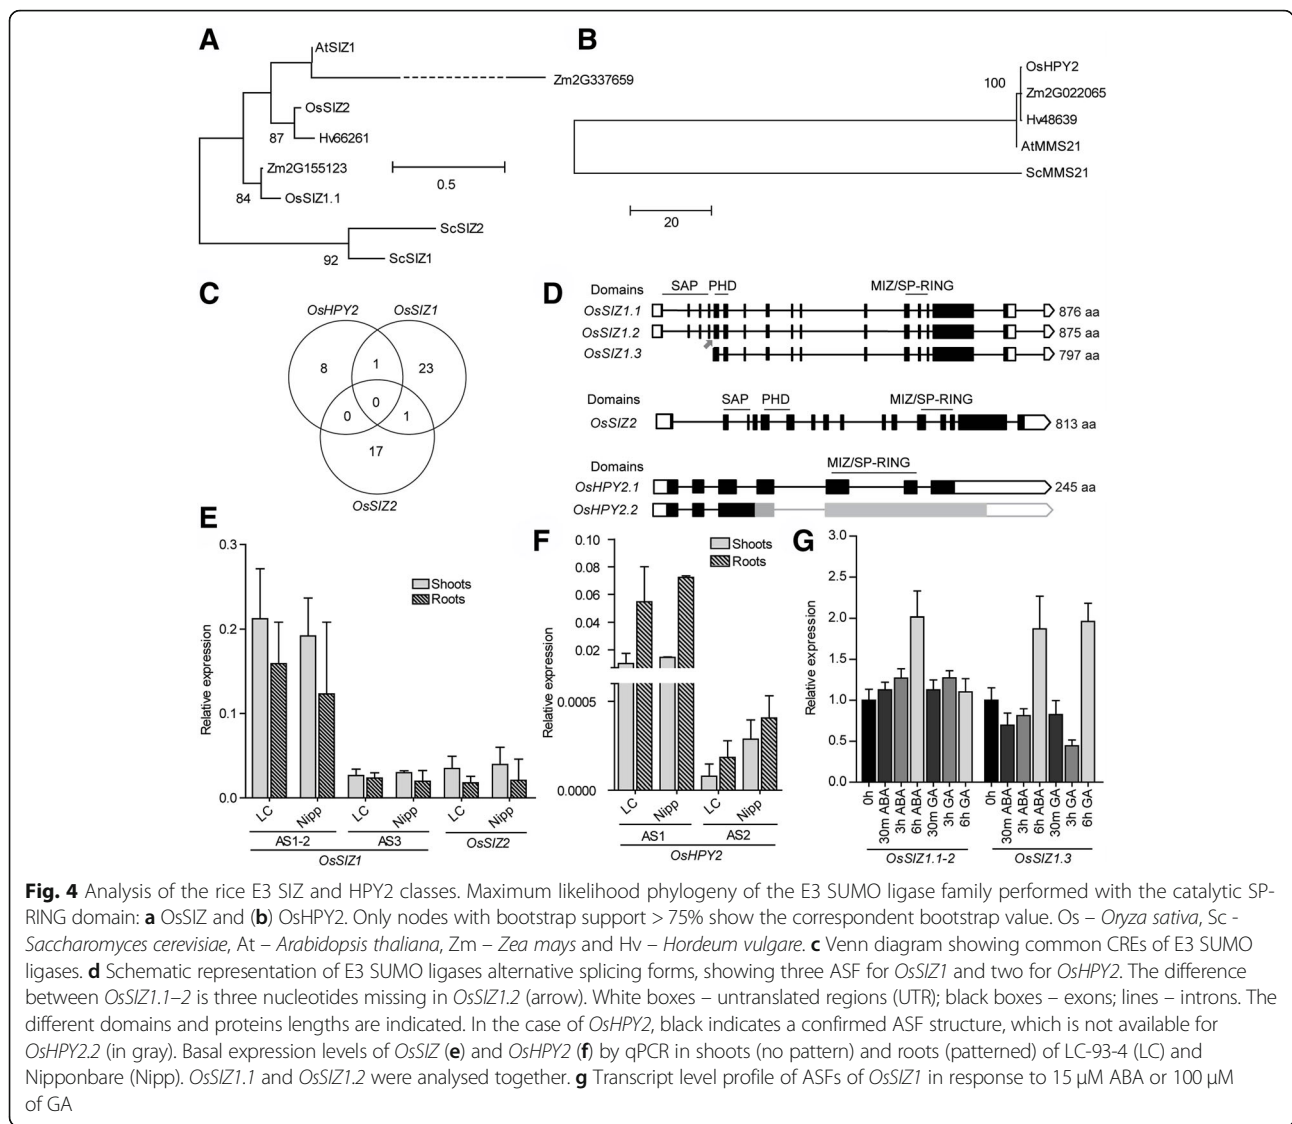 A
AtSIZ1
Zm2G337659
OsSIZ2
87
Hv66261
Zm2G155123
84
OsSIZ1.1
0.5
ScSIZ2
92
ScSIZ1
B
OsHPY2
100
Zm2G022065
Hv48639
AtMMS21
ScMMS21
20
C
OsHPY2
OsSIZ1
8
1
23
0
0
1
17
OsSIZ2
D
Domains
SAP
PHD
MIZ/SP-RING
OsSIZ1.1
876 aa
OsSIZ1.2
875 aa
OsSIZ1.3
797 aa
Domains
SAP
PHD
MIZ/SP-RING
OsSIZ2
813 aa
Domains
MIZ/SP-RING
OsHPY2.1
245 aa
OsHPY2.2
E
0.3
0.2
0.1
0.0
Relative expression
Shoots
Roots
LC
Nipp
LC
Nipp
LC
Nipp
AS1-2
AS3
OsSIZ2
OsSIZ1
F
0.10
0.08
0.06
0.04
0.02
0.0005
0.0000
Relative expression
Shoots
Roots
LC
Nipp
LC
Nipp
AS1
AS2
OsHPY2
G
3.0
2.5
2.0
1.5
1.0
0.5
0.0
Relative expression
0h
30m ABA
3h ABA
6h ABA
30m GA
3h GA
6h GA
0h
30m ABA
3h ABA
6h ABA
30m GA
3h GA
6h GA
OsSIZ1.1-2
OsSIZ1.3
Fig. 4 Analysis of the rice E3 SIZ and HPY2 classes. Maximum likelihood phylogeny of the E3 SUMO ligase family performed with the catalytic SP-
RING domain: a OsSIZ and (b) OsHPY2. Only nodes with bootstrap support > 75% show the correspondent bootstrap value. Os – Oryza sativa, Sc -
Saccharomyces cerevisiae, At – Arabidopsis thaliana, Zm – Zea mays and Hv – Hordeum vulgare. c Venn diagram showing common CREs of E3 SUMO
ligases. d Schematic representation of E3 SUMO ligases alternative splicing forms, showing three ASF for OsSIZ1 and two for OsHPY2. The difference
between OsSIZ1.1–2 is three nucleotides missing in OsSIZ1.2 (arrow). White boxes – untranslated regions (UTR); black boxes – exons; lines – introns. The
different domains and proteins lengths are indicated. In the case of OsHPY2, black indicates a confirmed ASF structure, which is not available for
OsHPY2.2 (in gray). Basal expression levels of OsSIZ (e) and OsHPY2 (f) by qPCR in shoots (no pattern) and roots (patterned) of LC-93-4 (LC) and
Nipponbare (Nipp). OsSIZ1.1 and OsSIZ1.2 were analysed together. g Transcript level profile of ASFs of OsSIZ1 in response to 15 μM ABA or 100 μM
of GA